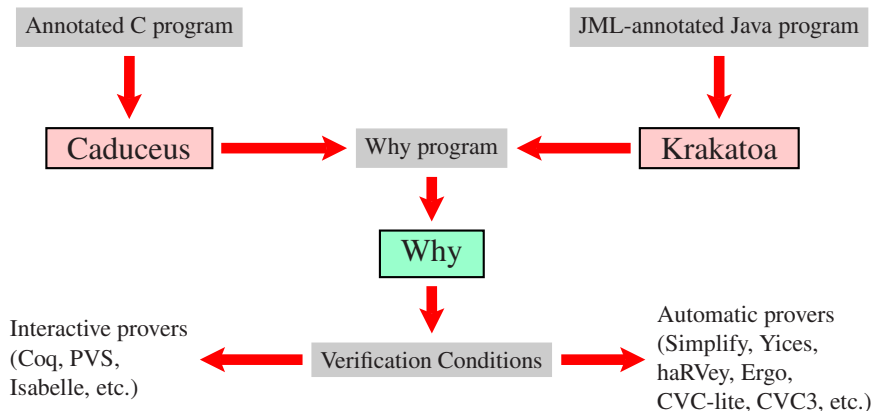 Annotated C program
JML-annotated Java program
Caduceus
Why program
Krakatoa
Why
Interactive provers
(Coq, PVS,
Isabelle, etc.)
Verification Conditions
Automatic provers
(Simplify, Yices,
haRVey, Ergo,
CVC-lite, CVC3, etc.)